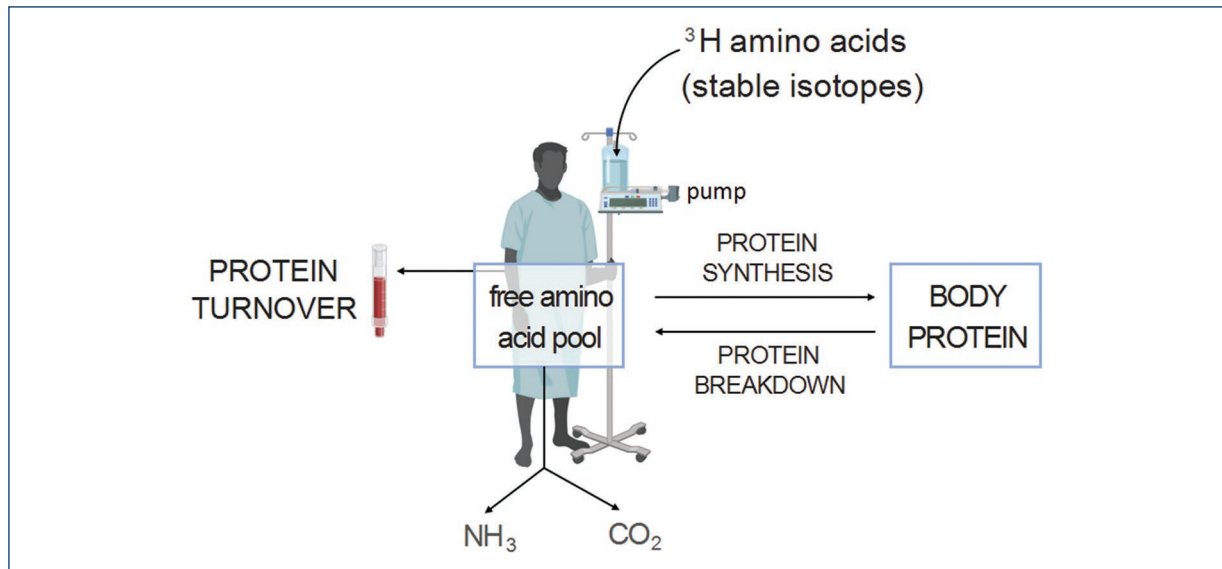 ³H amino acids
(stable isotopes)
pump
PROTEIN
SYNTHESIS
PROTEIN
TURNOVER
free amino
acid pool
BODY
PROTEIN
PROTEIN
BREAKDOWN
NH₃
CO₂